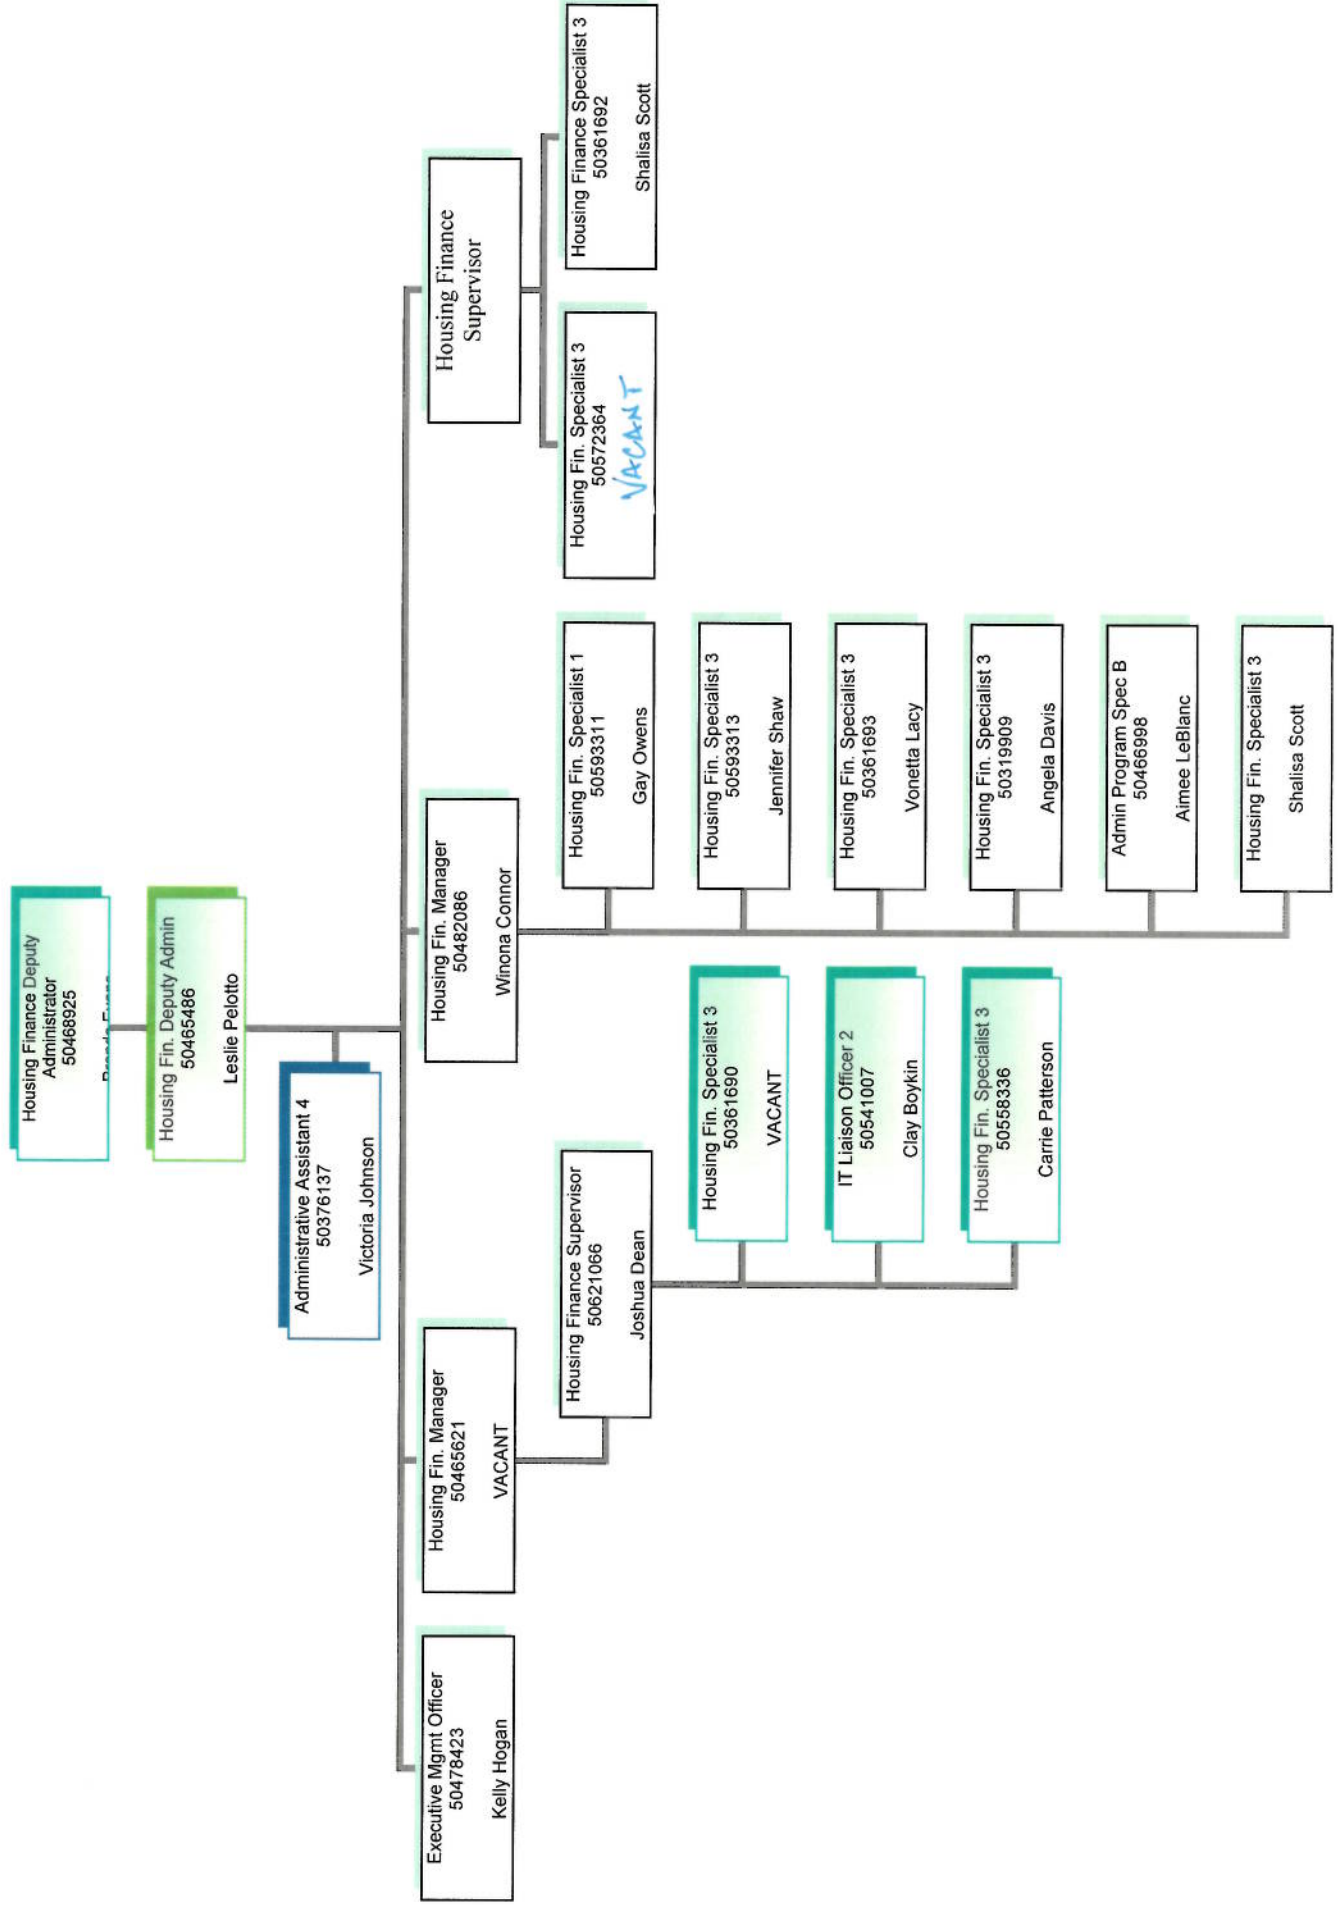 Housing Finance Deputy
Administrator
50468925
Housing Fin. Deputy Admin
50465486
Leslie Pelotto
Administrative Assistant 4
50376137
Victoria Johnson
Executive Mgmt Officer
50478423
Kelly Hogan
Housing Fin. Manager
50465621
VACANT
Housing Finance Supervisor
50621066
Joshua Dean
Housing Fin. Specialist 3
50361690
VACANT
IT Liaison Officer 2
50541007
Clay Boykin
Housing Fin. Specialist 3
50558336
Carrie Patterson
Housing Fin. Manager
50482086
Winona Connor
Housing Fin. Specialist 1
50593311
Gay Owens
Housing Fin. Specialist 3
50593313
Jennifer Shaw
Housing Fin. Specialist 3
50361693
Vonetta Lacy
Housing Fin. Specialist 3
50319909
Angela Davis
Admin Program Spec B
50466998
Aimee LeBlanc
Housing Fin. Specialist 3
Shalisa Scott
Housing Finance
Supervisor
Housing Fin. Specialist 3
50572364
VACANT
Housing Finance Specialist 3
50361692
Shalisa Scott